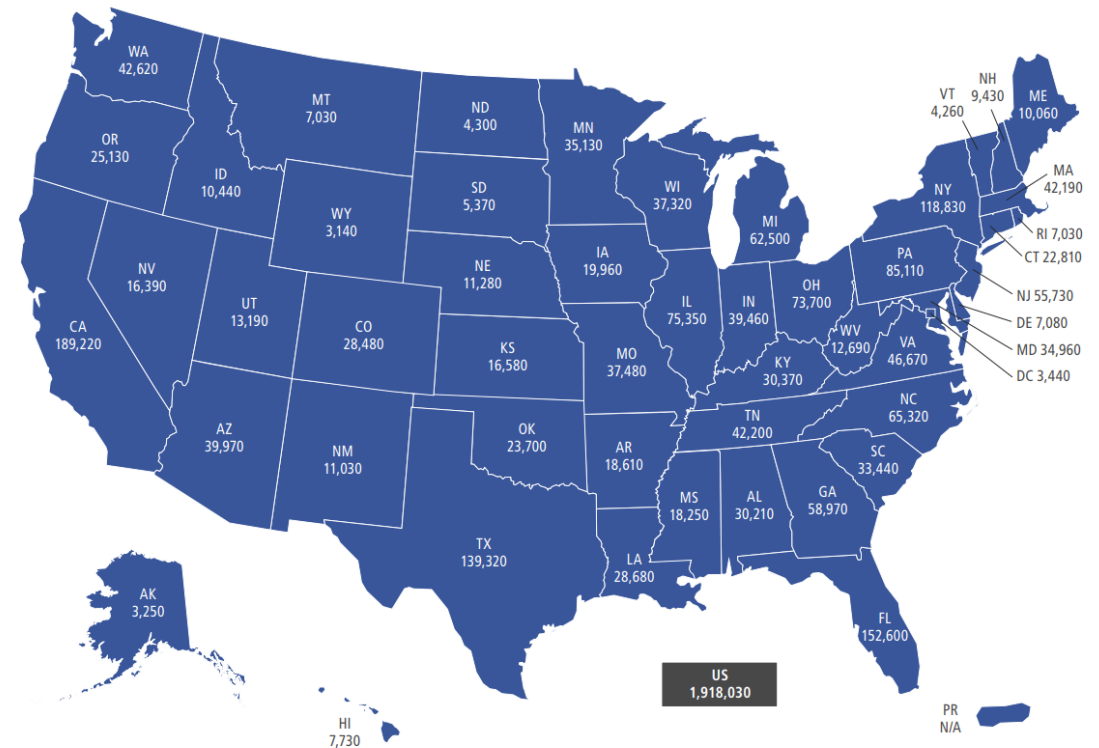 WA
42,620
MT
7,030
ND
4,300
MN
35,130
NH
9,430
VT
4,260
ME
10,060
OR
25,130
ID
10,440
SD
5,370
WI
37,320
MI
62,500
NY
118,830
MA
42,190
WY
3,140
RI 7,030
CT 22,810
NV
16,390
NE
11,280
IA
19,960
PA
85,110
NJ 55,730
UT
13,190
CO
28,480
IL
75,350
IN
39,460
OH
73,700
DE 7,080
CA
189,220
KS
16,580
MO
37,480
WV
12,690
VA
46,670
MD 34,960
KY
30,370
DC 3,440
AZ
39,970
NM
11,030
OK
23,700
AR
18,610
TN
42,200
NC
65,320
SC
33,440
MS
18,250
AL
30,210
GA
58,970
TX
139,320
LA
28,680
AK
3,250
FL
152,600
US
1,918,030
HI
7,730
PR
N/A